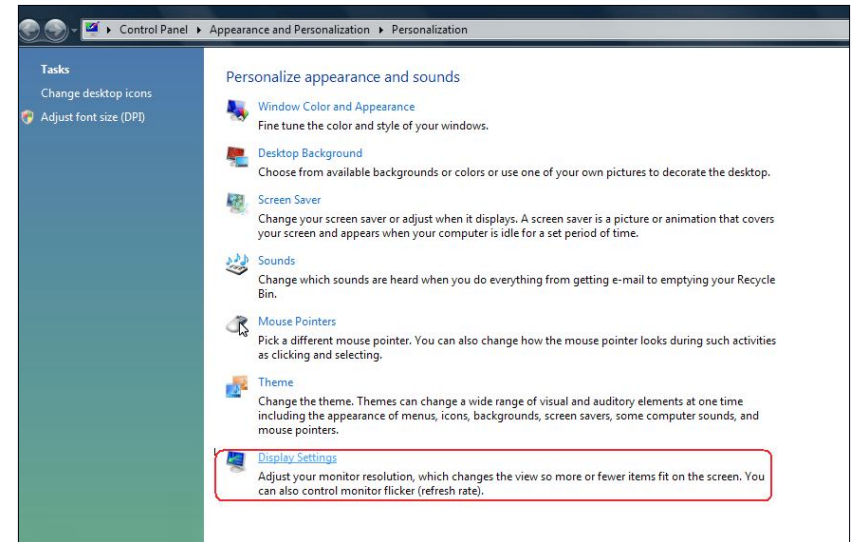 Control Panel ▸ Appearance and Personalization ▸ Personalization
Tasks
Change desktop icons
Adjust font size (DPI)
Personalize appearance and sounds
Window Color and Appearance
Fine tune the color and style of your windows.
Desktop Background
Choose from available backgrounds or colors or use one of your own pictures to decorate the desktop.
Screen Saver
Change your screen saver or adjust when it displays. A screen saver is a picture or animation that covers
your screen and appears when your computer is idle for a set period of time.
Sounds
Change which sounds are heard when you do everything from getting e-mail to emptying your Recycle
Bin.
Mouse Pointers
Pick a different mouse pointer. You can also change how the mouse pointer looks during such activities
as clicking and selecting.
Theme
Change the theme. Themes can change a wide range of visual and auditory elements at one time
including the appearance of menus, icons, backgrounds, screen savers, some computer sounds, and
mouse pointers.
Display Settings
Adjust your monitor resolution, which changes the view so more or fewer items fit on the screen. You
can also control monitor flicker (refresh rate).